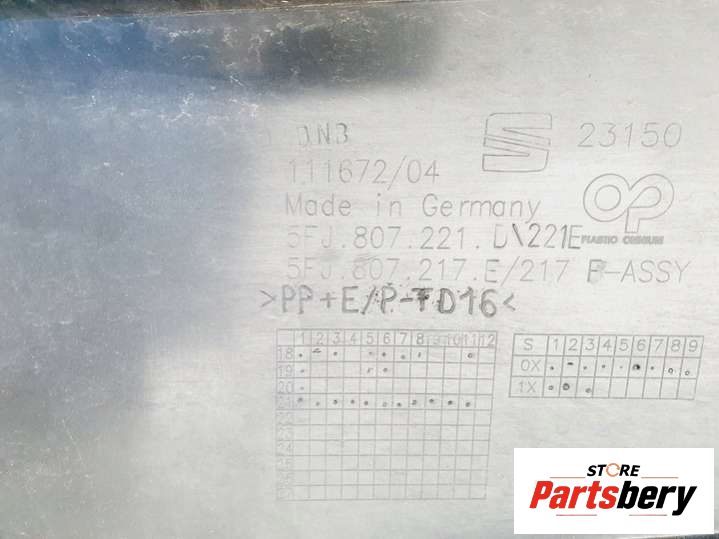 JNB
23150
111672/04
Made in Germany
OP
PLASTIC OMNIUM
5FJ.807.221.D\221E
5FJ.807.217.E/217 F-ASSY
>PP+E/P-TD16<
1 2 3 4 5 6 7 8 9 10 11 12
18
19
20
21
S 1 2 3 4 5 6 7 8 9
0X
1X
STORE
Partsbery